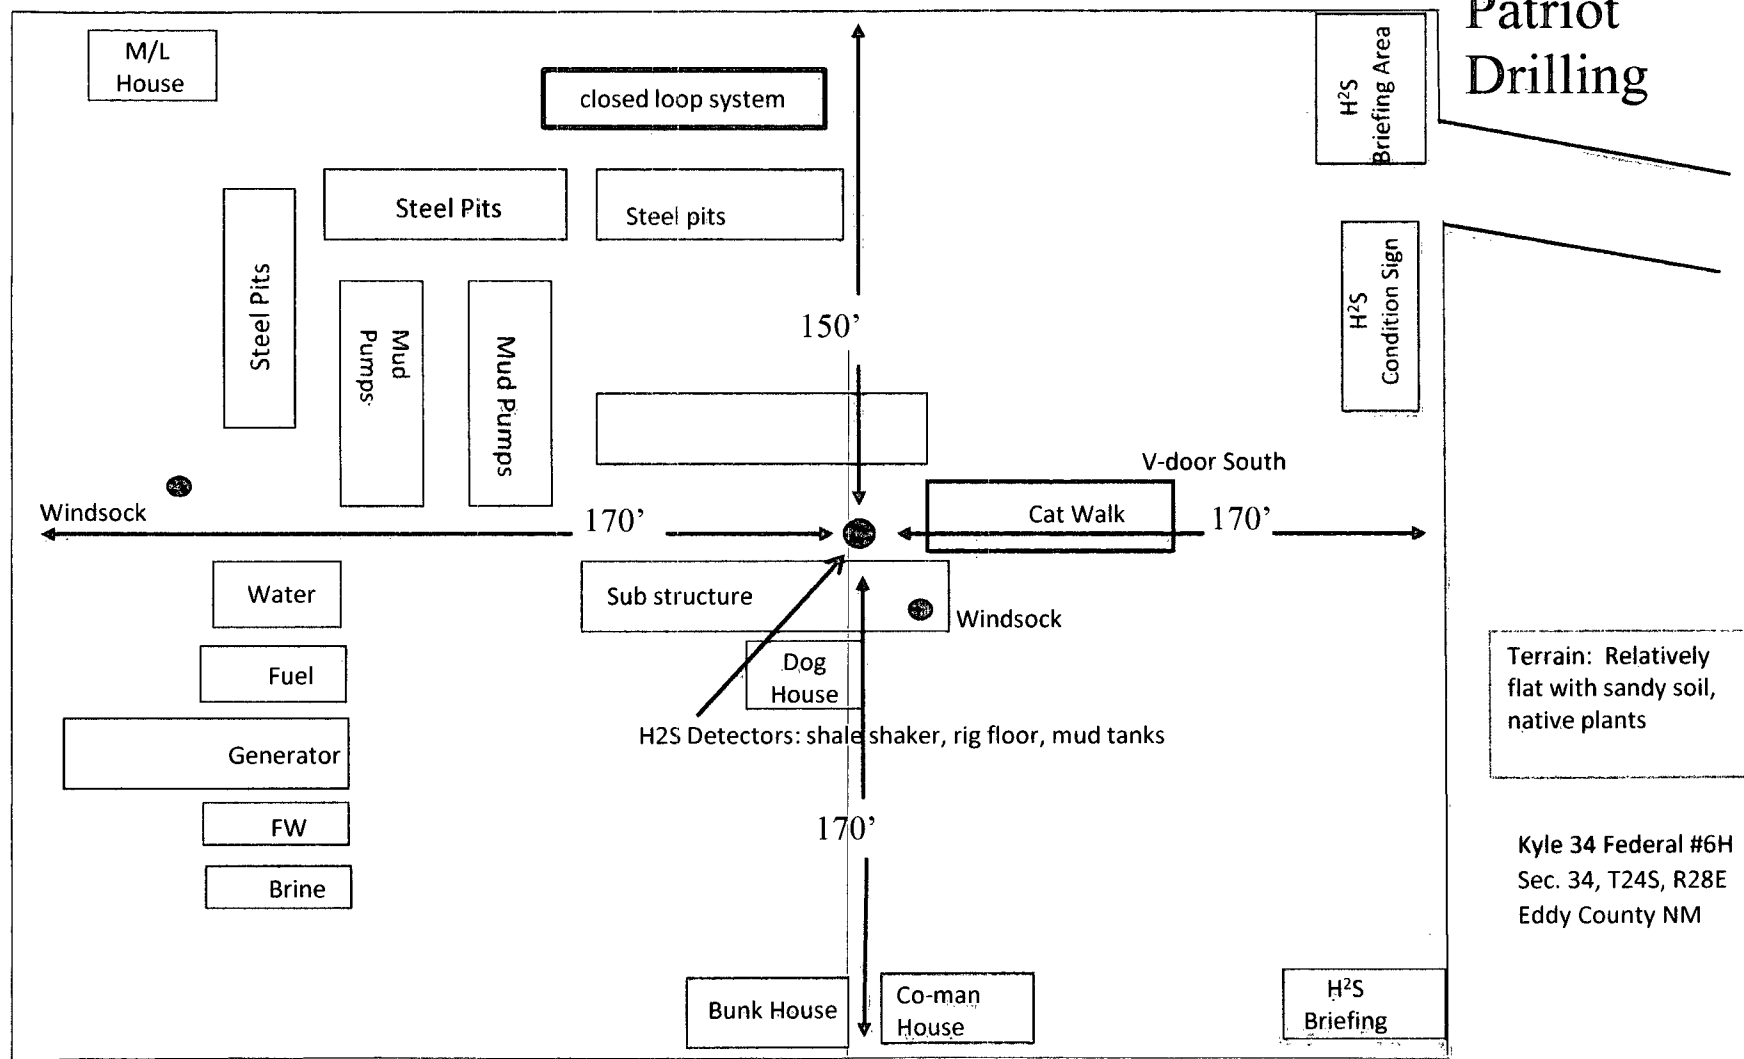 Patriot
Drilling
M/L
House
closed loop system
H²S
Briefing Area
Steel Pits
Steel pits
Steel Pits
Mud
Pumps
Mud Pumps
H²S
Condition Sign
150’
V-door South
Windsock
170’
Cat Walk
170’
Water
Sub structure
Windsock
Fuel
Dog
House
Terrain: Relatively
flat with sandy soil,
native plants
H2S Detectors: shale shaker, rig floor, mud tanks
Generator
FW
170’
Brine
Kyle 34 Federal #6H
Sec. 34, T24S, R28E
Eddy County NM
Bunk House
Co-man
House
H²S
Briefing